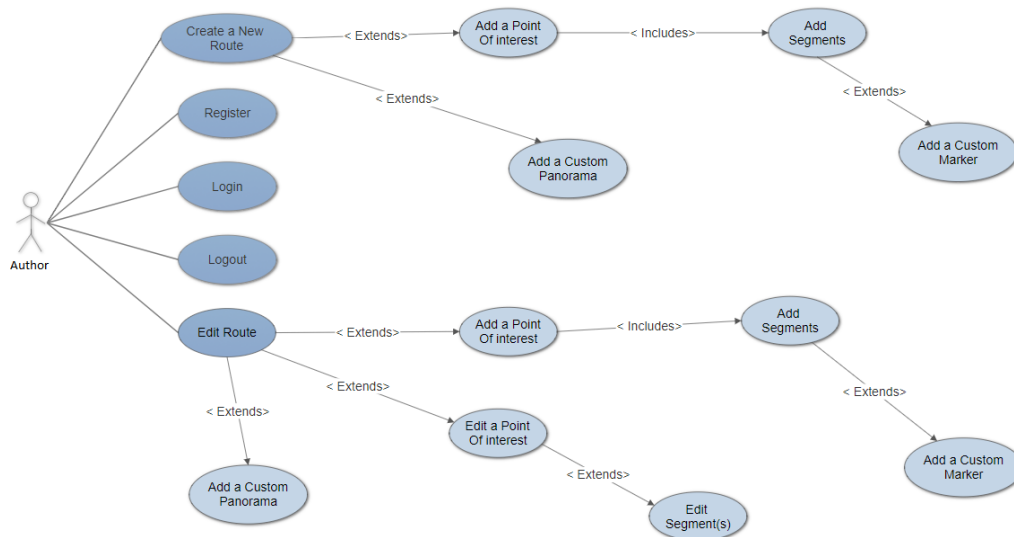 Create a New
Route
< Extends>
Add a Point
Of interest
< Includes>
Add
Segments
< Extends>
< Extends>
Register
Add a Custom
Panorama
Add a Custom
Marker
Login
Author
Logout
Edit Route
< Extends>
Add a Point
Of interest
< Includes>
Add
Segments
< Extends>
< Extends>
< Extends>
Edit a Point
Of interest
Add a Custom
Marker
< Extends>
Add a Custom
Panorama
Edit
Segment(s)